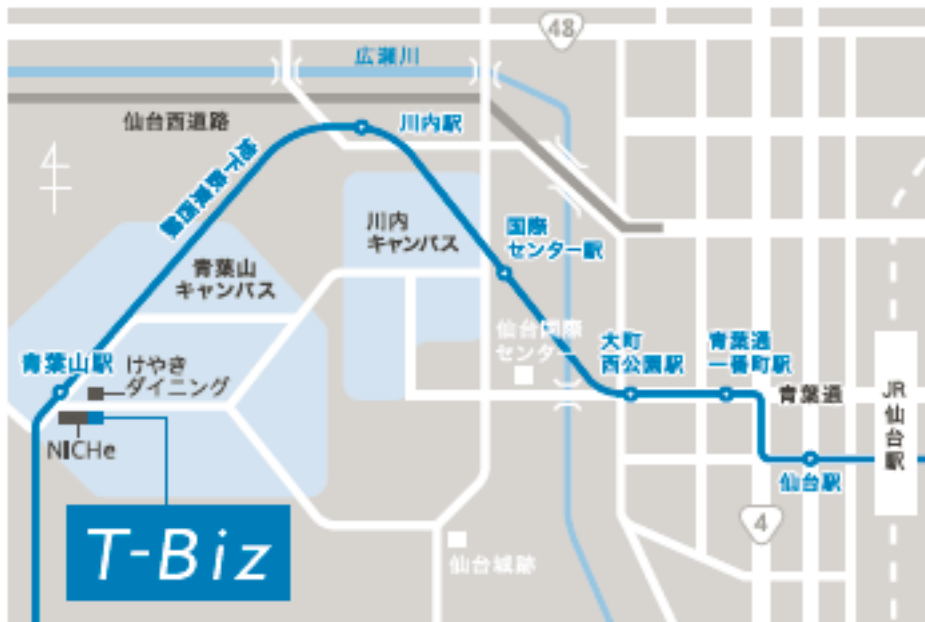 48
広瀬川
仙台西道路
川内駅
地下鉄東西線
川内
キャンパス
国際
センター駅
青葉山
キャンパス
仙台国際
センター
大町
西公園駅
青葉通
一番町駅
青葉山駅
けやき
ダイニング
青葉通
JR仙台駅
NICHe
仙台駅
4
T-Biz
仙台城跡